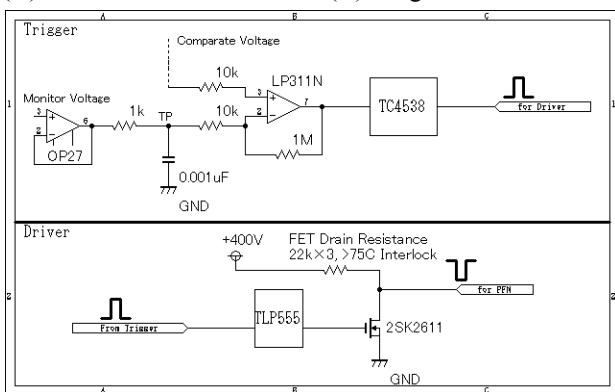 A B C
Trigger
Comparate Voltage
10k
LP311N
Monitor Voltage
1k
TP
10k
3
2
7
3
2
6
OP27
1M
TC4538
for Driver
0.001uF
GND
1
1
Driver
+400V
FET Drain Resistance
22k×3, >75C Interlock
for PFN
2
2
TLP555
From Trigger
2SK2611
GND
A B C